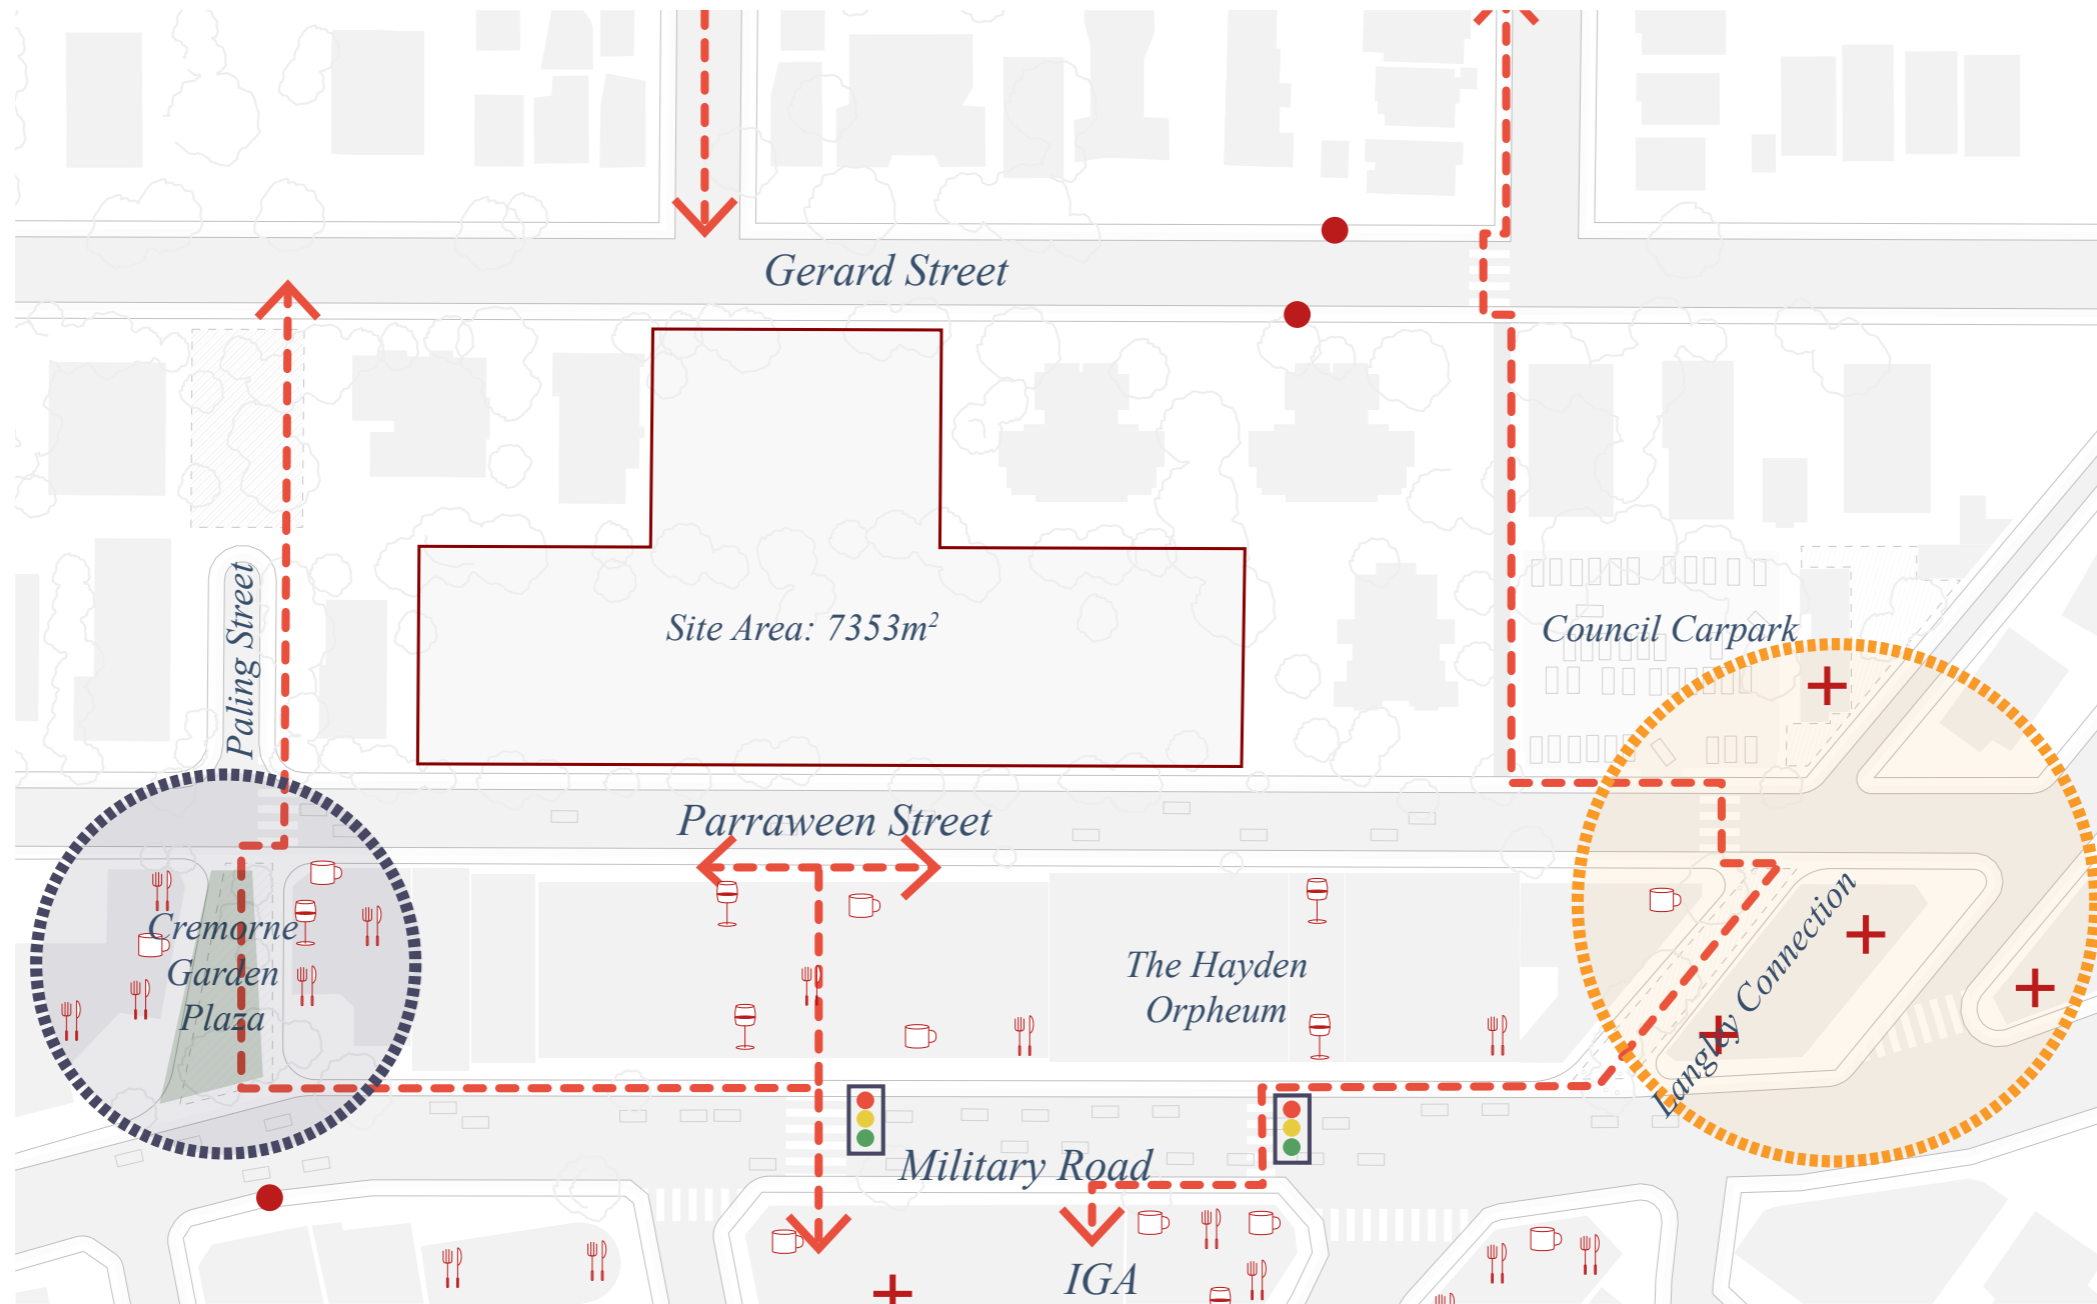 Gerard Street
Site Area: 7353m²
Council Carpark
Paling Street
Parraween Street
Cremorne
Garden
Plaza
The Hayden
Orpheum
Langley Connection
Military Road
IGA